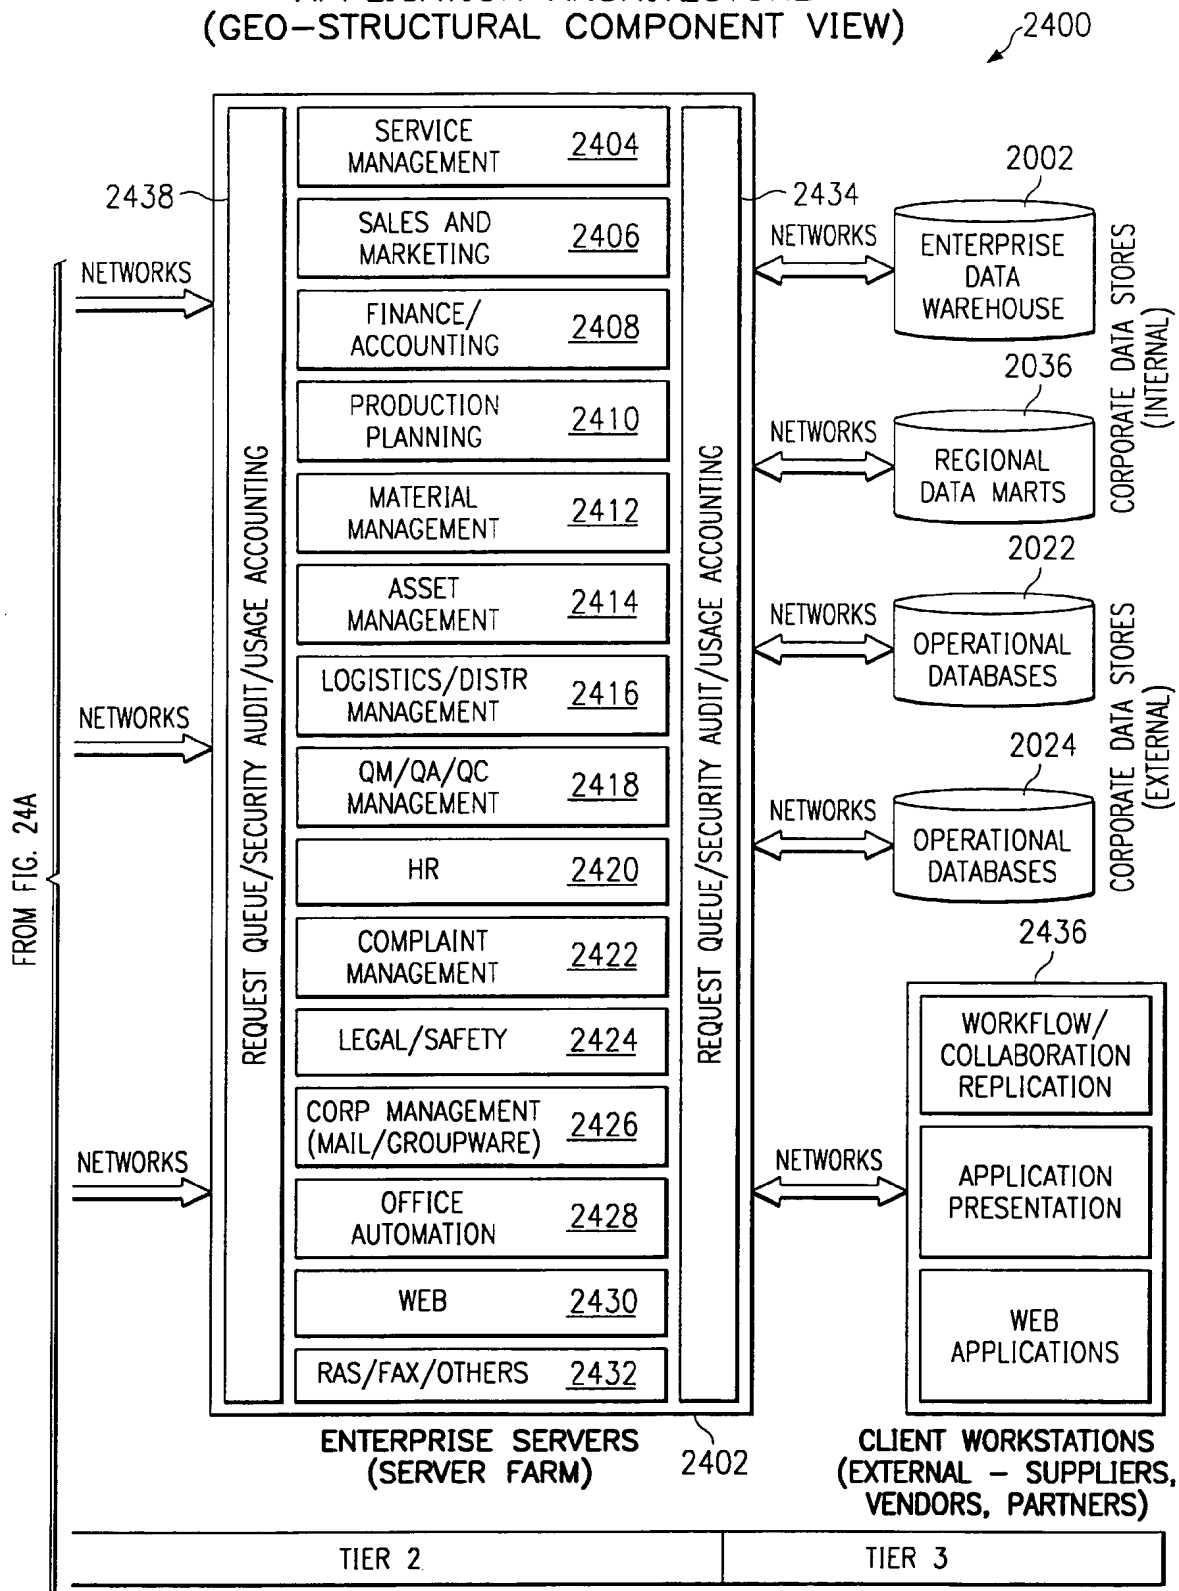 (GEO-STRUCTURAL COMPONENT VIEW)
2400
2438
REQUEST QUEUE/SECURITY AUDIT/USAGE ACCOUNTING
SERVICE
MANAGEMENT 2404
SALES AND
MARKETING 2406
FINANCE/
ACCOUNTING 2408
PRODUCTION
PLANNING 2410
MATERIAL
MANAGEMENT 2412
ASSET
MANAGEMENT 2414
LOGISTICS/DISTR
MANAGEMENT 2416
QM/QA/QC
MANAGEMENT 2418
HR 2420
COMPLAINT
MANAGEMENT 2422
LEGAL/SAFETY 2424
CORP MANAGEMENT
(MAIL/GROUPWARE) 2426
OFFICE
AUTOMATION 2428
WEB 2430
RAS/FAX/OTHERS 2432
REQUEST QUEUE/SECURITY AUDIT/USAGE ACCOUNTING
2434
FROM FIG. 24A
NETWORKS
NETWORKS
NETWORKS
NETWORKS
2002
ENTERPRISE
DATA
WAREHOUSE
NETWORKS
2036
REGIONAL
DATA MARTS
CORPORATE DATA STORES
(INTERNAL)
NETWORKS
2022
OPERATIONAL
DATABASES
NETWORKS
2024
OPERATIONAL
DATABASES
CORPORATE DATA STORES
(EXTERNAL)
NETWORKS
2436
WORKFLOW/
COLLABORATION
REPLICATION
APPLICATION
PRESENTATION
WEB
APPLICATIONS
ENTERPRISE SERVERS
(SERVER FARM)
2402
CLIENT WORKSTATIONS
(EXTERNAL - SUPPLIERS,
VENDORS, PARTNERS)
TIER 2
TIER 3